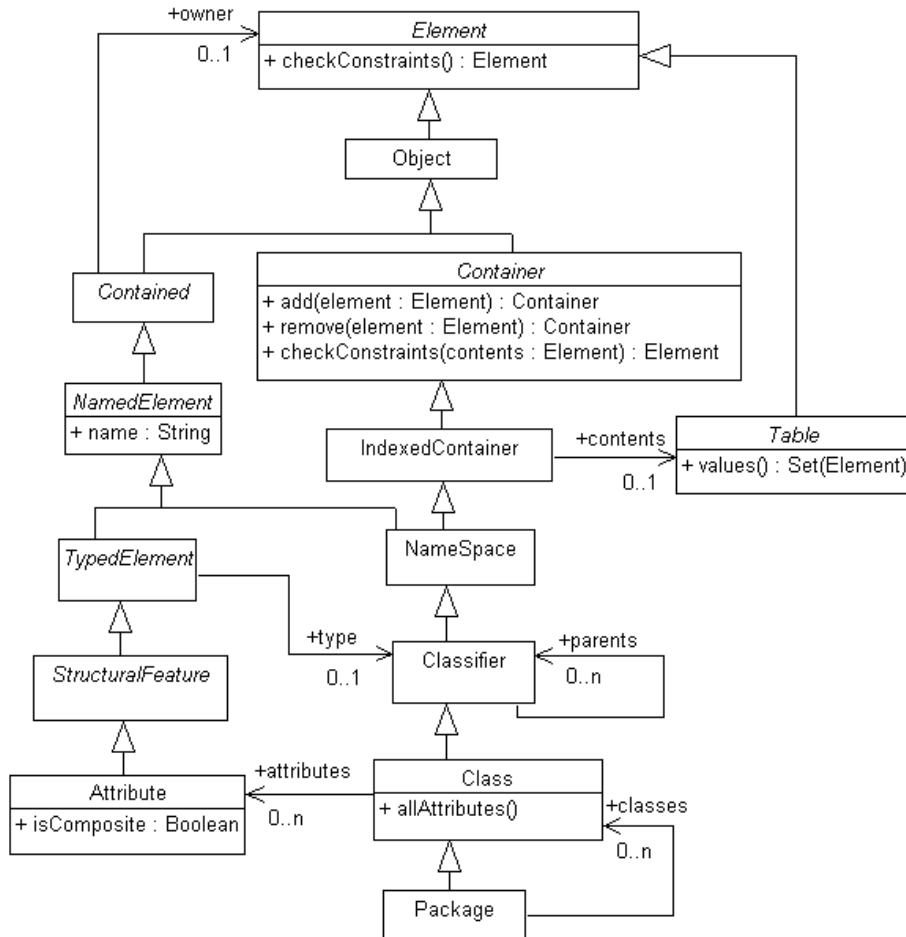 +owner
0..1
Element
+ checkConstraints() : Element
Object
Contained
Container
+ add(element : Element) : Container
+ remove(element : Element) : Container
+ checkConstraints(contents : Element) : Element
NamedElement
+ name : String
IndexedContainer
+contents
0..1
Table
+ values() : Set(Element)
TypedElement
NameSpace
+type
0..1
Classifier
+parents
0..n
StructuralFeature
Attribute
+ isComposite : Boolean
+attributes
0..n
Class
+ allAttributes()
+classes
0..n
Package